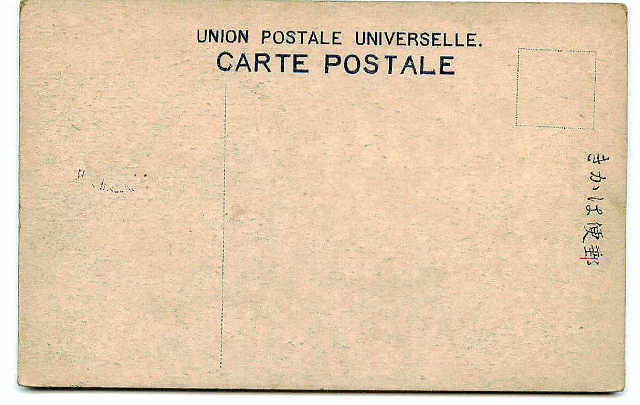 UNION POSTALE UNIVERSELLE.
CARTE POSTALE
郵便はかき